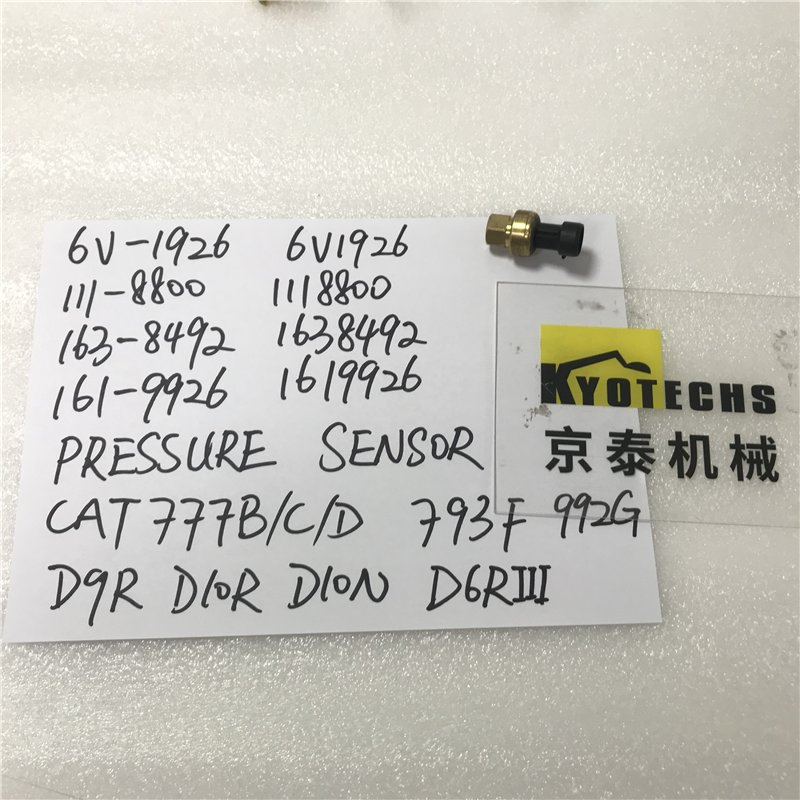 6V-1926 6V1926
111-8800 1118800
163-8492 1638492
161-9926 1619926
PRESSURE SENSOR
CAT 777B/C/D 793F 992G
D9R D10R D10N D6RIII
KYOTECHS
京泰机械